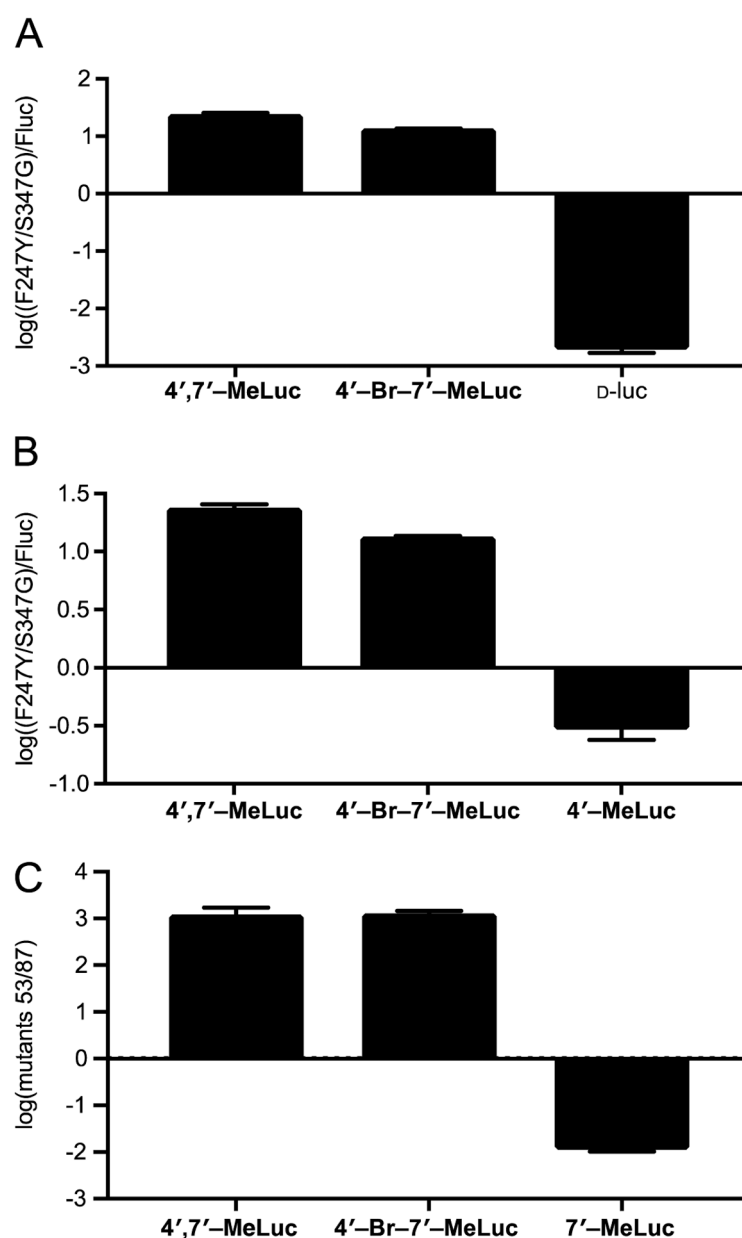 A
log((F247Y/S347G)/Fluc)
2
1
0
-1
-2
-3
4′,7′–MeLuc 4′–Br–7′–MeLuc D-luc
B
log((F247Y/S347G)/Fluc)
1.5
1.0
0.5
0.0
-0.5
-1.0
4′,7′–MeLuc 4′–Br–7′–MeLuc 4′–MeLuc
C
log(mutants 53/87)
4
3
2
1
0
-1
-2
-3
4′,7′–MeLuc 4′–Br–7′–MeLuc 7′–MeLuc